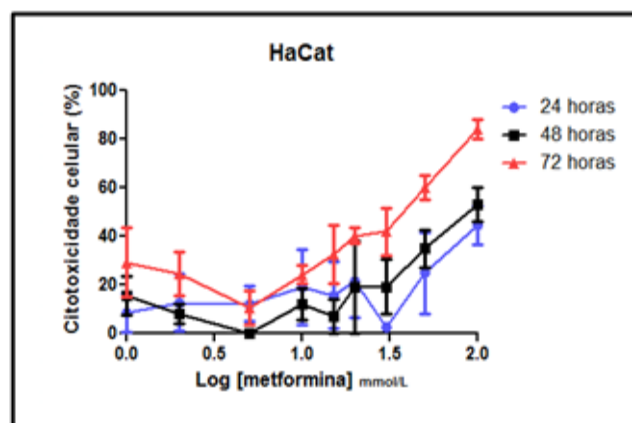 HaCat
Citotoxicidade celular (%)
100
80
60
40
20
0
0.0 0.5 1.0 1.5 2.0
Log [metformina] mmol/L
24 horas
48 horas
72 horas